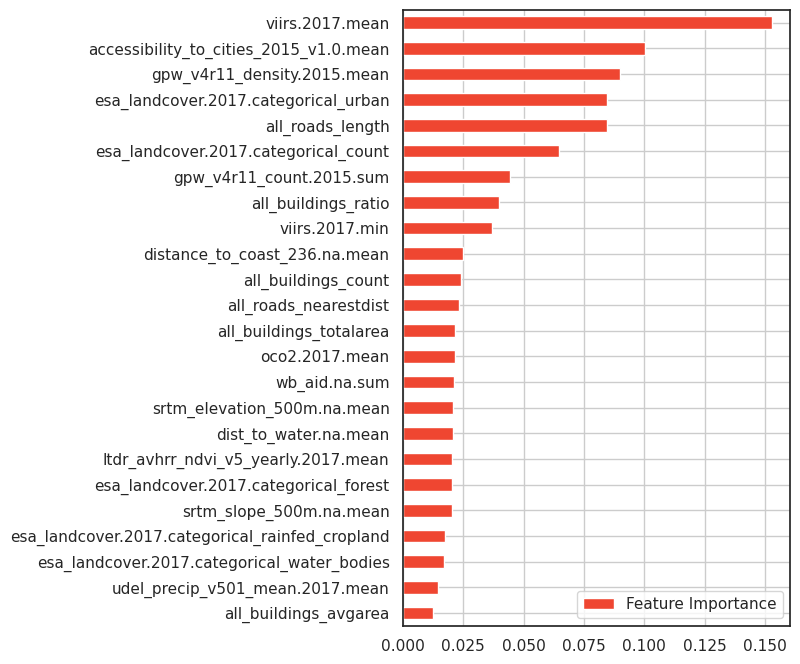 viirs.2017.mean
accessibility_to_cities_2015_v1.0.mean
gpw_v4r11_density.2015.mean
esa_landcover.2017.categorical_urban
all_roads_length
esa_landcover.2017.categorical_count
gpw_v4r11_count.2015.sum
all_buildings_ratio
viirs.2017.min
distance_to_coast_236.na.mean
all_buildings_count
all_roads_nearestdist
all_buildings_totalarea
oco2.2017.mean
wb_aid.na.sum
srtm_elevation_500m.na.mean
dist_to_water.na.mean
ltdr_avhrr_ndvi_v5_yearly.2017.mean
esa_landcover.2017.categorical_forest
srtm_slope_500m.na.mean
esa_landcover.2017.categorical_rainfed_cropland
esa_landcover.2017.categorical_water_bodies
udel_precip_v501_mean.2017.mean
all_buildings_avgarea
Feature Importance
0.000 0.025 0.050 0.075 0.100 0.125 0.150